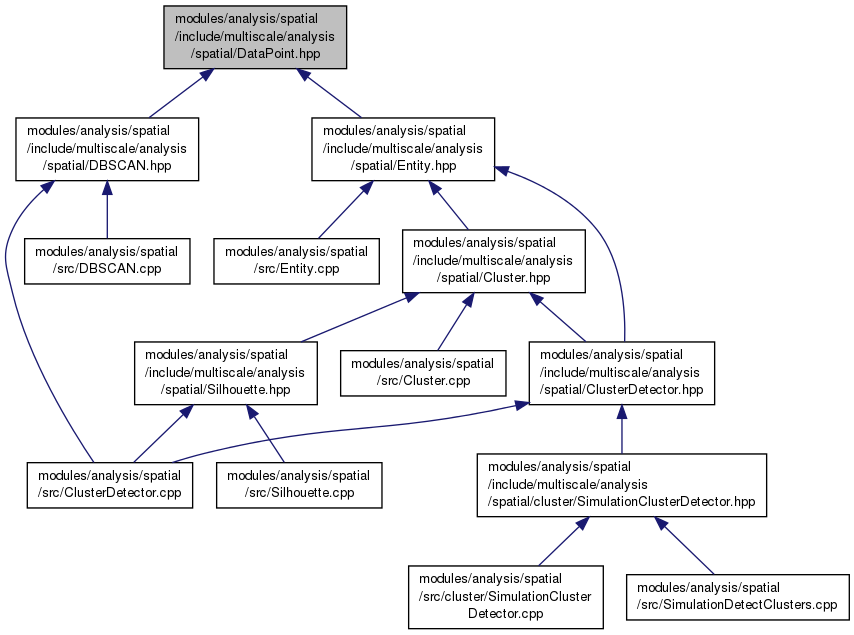 modules/analysis/spatial
/include/multiscale/analysis
/spatial/DataPoint.hpp
modules/analysis/spatial
/include/multiscale/analysis
/spatial/DBSCAN.hpp
modules/analysis/spatial
/include/multiscale/analysis
/spatial/Entity.hpp
modules/analysis/spatial
/src/DBSCAN.cpp
modules/analysis/spatial
/src/Entity.cpp
modules/analysis/spatial
/include/multiscale/analysis
/spatial/Cluster.hpp
modules/analysis/spatial
/include/multiscale/analysis
/spatial/Silhouette.hpp
modules/analysis/spatial
/src/Cluster.cpp
modules/analysis/spatial
/include/multiscale/analysis
/spatial/ClusterDetector.hpp
modules/analysis/spatial
/src/ClusterDetector.cpp
modules/analysis/spatial
/src/Silhouette.cpp
modules/analysis/spatial
/include/multiscale/analysis
/spatial/cluster/SimulationClusterDetector.hpp
modules/analysis/spatial
/src/cluster/SimulationCluster
Detector.cpp
modules/analysis/spatial
/src/SimulationDetectClusters.cpp